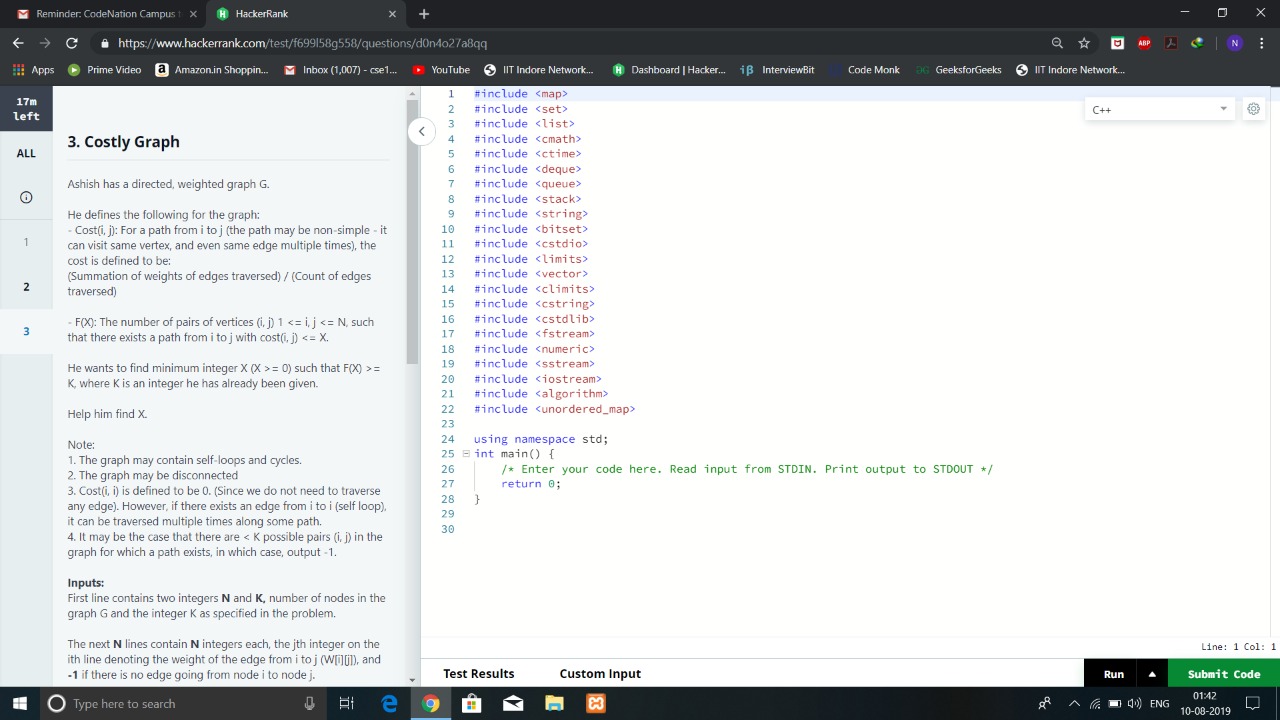 Reminder: CodeNation Campus t
HackerRank
https://www.hackerrank.com/test/f699l58g558/questions/d0n4o27a8qq
ABP
N
Apps
Prime Video
Amazon.in Shoppin...
Inbox (1,007) - cse1...
YouTube
IIT Indore Network...
Dashboard | Hacker...
InterviewBit
Code Monk
GeeksforGeeks
IIT Indore Network...
17m
left
ALL
1
2
3
3. Costly Graph
Ashish has a directed, weighted graph G.
He defines the following for the graph:
- Cost(i, j): For a path from i to j (the path may be non-simple - it
can visit same vertex, and even same edge multiple times), the
cost is defined to be:
(Summation of weights of edges traversed) / (Count of edges
traversed)
- F(X): The number of pairs of vertices (i, j) 1 <= i, j <= N, such
that there exists a path from i to j with cost(i, j) <= X.
He wants to find minimum integer X (X >= 0) such that F(X) >=
K, where K is an integer he has already been given.
Help him find X.
Note:
1. The graph may contain self-loops and cycles.
2. The graph may be disconnected
3. Cost(i, i) is defined to be 0. (Since we do not need to traverse
any edge). However, if there exists an edge from i to i (self loop),
it can be traversed multiple times along some path.
4. It may be the case that there are < K possible pairs (i, j) in the
graph for which a path exists, in which case, output -1.
Inputs:
First line contains two integers N and K, number of nodes in the
graph G and the integer K as specified in the problem.
The next N lines contain N integers each, the jth integer on the
ith line denoting the weight of the edge from i to j (W[i][j]), and
-1 if there is no edge going from node i to node j.
C++
1 #include <map>
2 #include <set>
3 #include <list>
4 #include <cmath>
5 #include <ctime>
6 #include <deque>
7 #include <queue>
8 #include <stack>
9 #include <string>
10 #include <bitset>
11 #include <cstdio>
12 #include <limits>
13 #include <vector>
14 #include <climits>
15 #include <cstring>
16 #include <cstdlib>
17 #include <fstream>
18 #include <numeric>
19 #include <sstream>
20 #include <iostream>
21 #include <algorithm>
22 #include <unordered_map>
23
24 using namespace std;
25 int main() {
26 /* Enter your code here. Read input from STDIN. Print output to STDOUT */
27 return 0;
28 }
29
30
Line: 1 Col: 1
Test Results
Custom Input
Run
Submit Code
Type here to search
ENG
01:42
10-08-2019